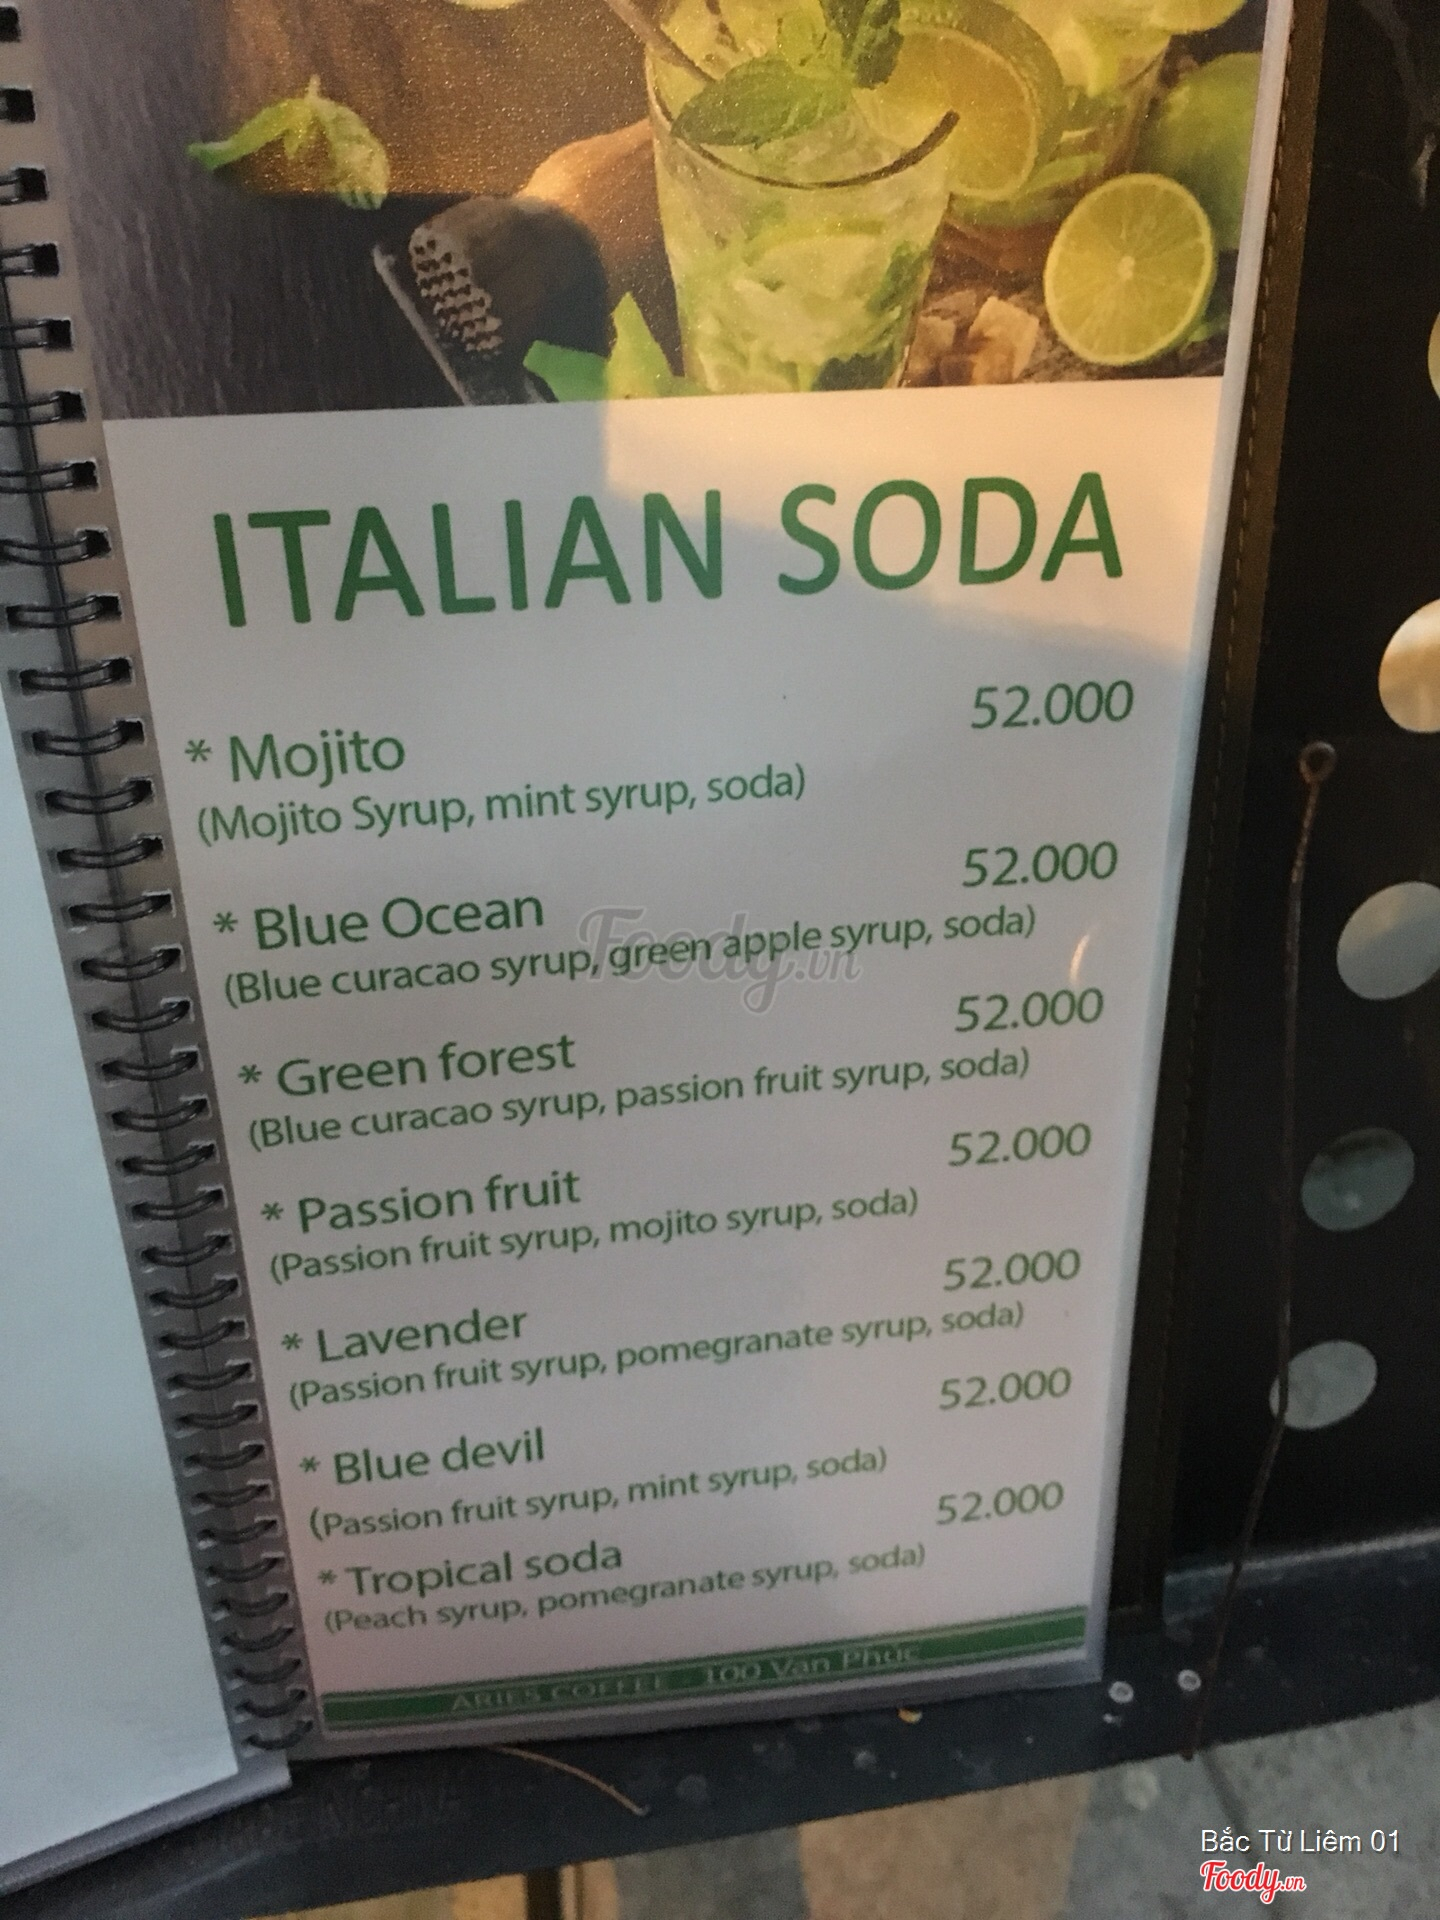 ITALIAN SODA
* Mojito 52.000
(Mojito Syrup, mint syrup, soda)
* Blue Ocean 52.000
(Blue curacao syrup, green apple syrup, soda)
Foody.vn
* Green forest 52.000
(Blue curacao syrup, passion fruit syrup, soda)
* Passion fruit 52.000
(Passion fruit syrup, mojito syrup, soda)
* Lavender 52.000
(Passion fruit syrup, pomegranate syrup, soda)
* Blue devil 52.000
(Passion fruit syrup, mint syrup, soda)
* Tropical soda 52.000
(Peach syrup, pomegranate syrup, soda)
ARIES COFFEE - 100 Vạn Phúc
Bắc Từ Liêm 01
Foody.vn